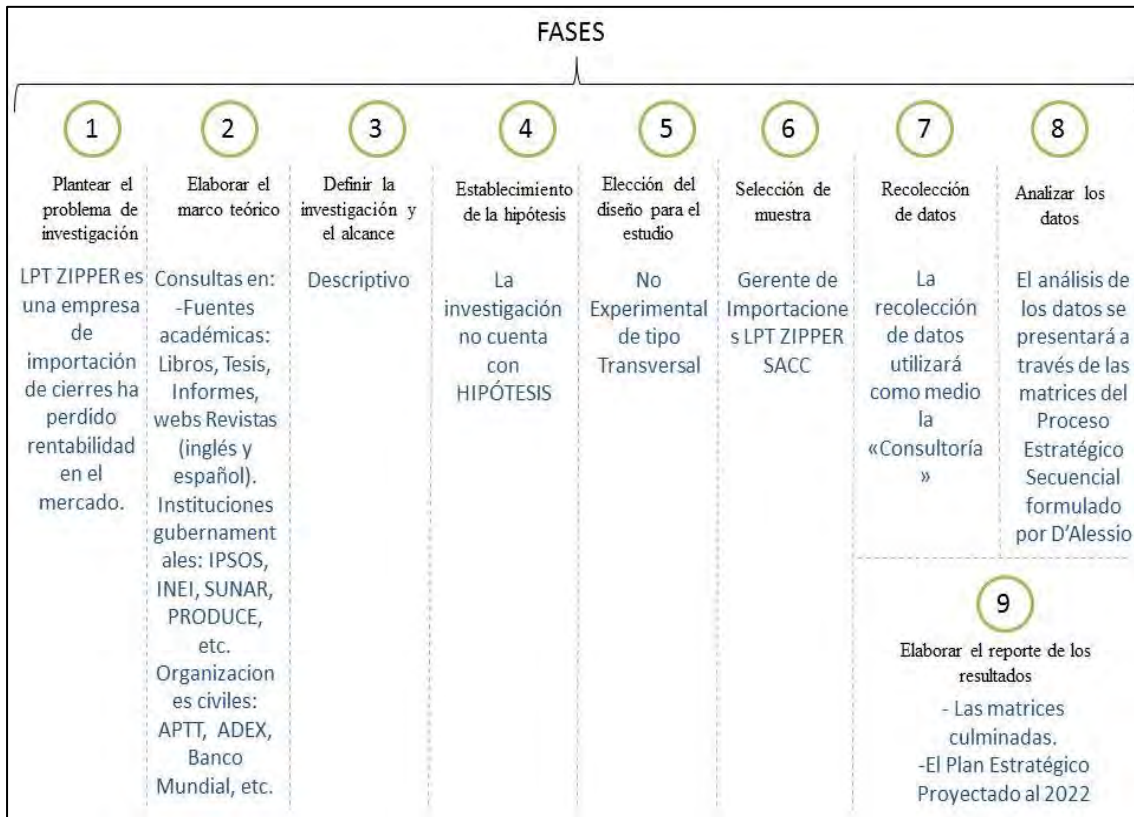 FASES
1
Plantear el
problema de
investigación
LPT ZIPPER es
una empresa
de
importación
de cierres ha
perdido
rentabilidad
en el
mercado.
2
Elaborar el
marco teórico
Consultas en:
-Fuentes
académicas:
Libros, Tesis,
Informes,
webs Revistas
(inglés y
español).
Instituciones
gubernament
ales: IPSOS,
INEI, SUNAR,
PRODUCE,
etc.
Organizacion
es civiles:
APTT, ADEX,
Banco
Mundial, etc.
3
Definir la
investigación y
el alcance
Descriptivo
4
Establecimiento
de la hipótesis
La
investigación
no cuenta
con
HIPÓTESIS
5
Elección del
diseño para el
estudio
No
Experimental
de tipo
Transversal
6
Selección de
muestra
Gerente de
Importacione
s LPT ZIPPER
SACC
7
Recolección
de datos
La
recolección
de datos
utilizará
como medio
la
«Consultoría
»
8
Analizar los
datos
El análisis de
los datos se
presentará a
través de las
matrices del
Proceso
Estratégico
Secuencial
formulado
por D'Alessio
9
Elaborar el reporte de los
resultados
- Las matrices
culminadas.
-El Plan Estratégico
Proyectado al 2022